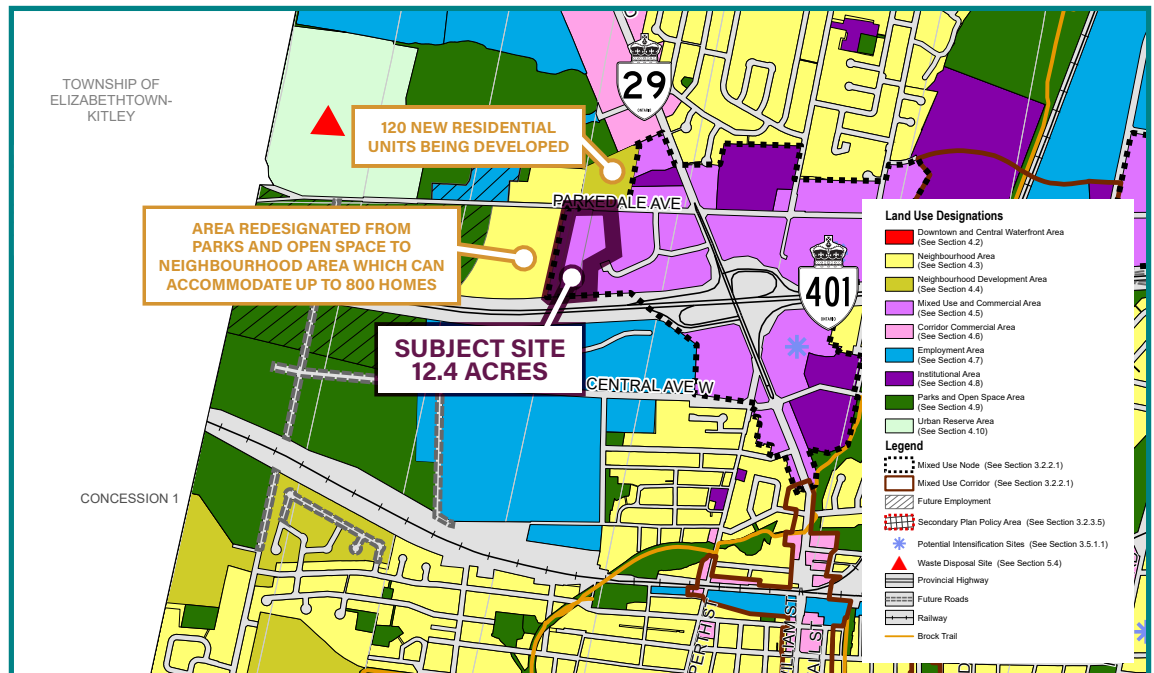 TOWNSHIP OF
ELIZABETHTOWN-
KITLEY
29
ONTARIO
120 NEW RESIDENTIAL
UNITS BEING DEVELOPED
PARKEDALE AVE
AREA REDESIGNATED FROM
PARKS AND OPEN SPACE TO
NEIGHBOURHOOD AREA WHICH CAN
ACCOMMODATE UP TO 800 HOMES
401
ONTARIO
SUBJECT SITE
12.4 ACRES
CENTRAL AVE W
CONCESSION 1
PERTH ST
Land Use Designations
Downtown and Central Waterfront Area
(See Section 4.2)
Neighbourhood Area
(See Section 4.3)
Neighbourhood Development Area
(See Section 4.4)
Mixed Use and Commercial Area
(See Section 4.5)
Corridor Commercial Area
(See Section 4.6)
Employment Area
(See Section 4.7)
Institutional Area
(See Section 4.8)
Parks and Open Space Area
(See Section 4.9)
Urban Reserve Area
(See Section 4.10)
Legend
Mixed Use Node (See Section 3.2.2.1)
Mixed Use Corridor (See Section 3.2.2.1)
Future Employment
Secondary Plan Policy Area (See Section 3.2.3.5)
Potential Intensification Sites (See Section 3.5.1.1)
Waste Disposal Site (See Section 5.4)
Provincial Highway
Future Roads
Railway
Brock Trail